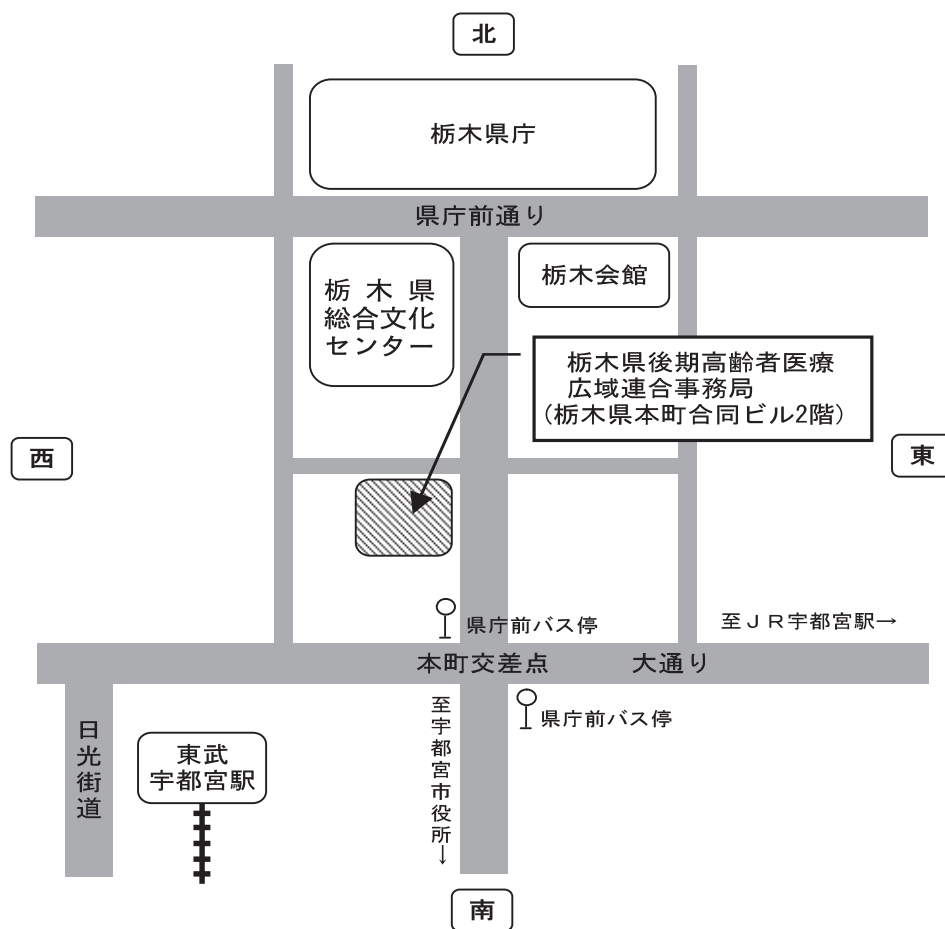 北
栃木県庁
県庁前通り
栃 木 県
総合文化
センター
栃木会館
栃木県後期高齢者医療
広域連合事務局
(栃木県本町合同ビル2階)
西
東
県庁前バス停
至ＪＲ宇都宮駅→
本町交差点
大通り
県庁前バス停
至宇都宮市役所→
日光街道
東武
宇都宮駅
南